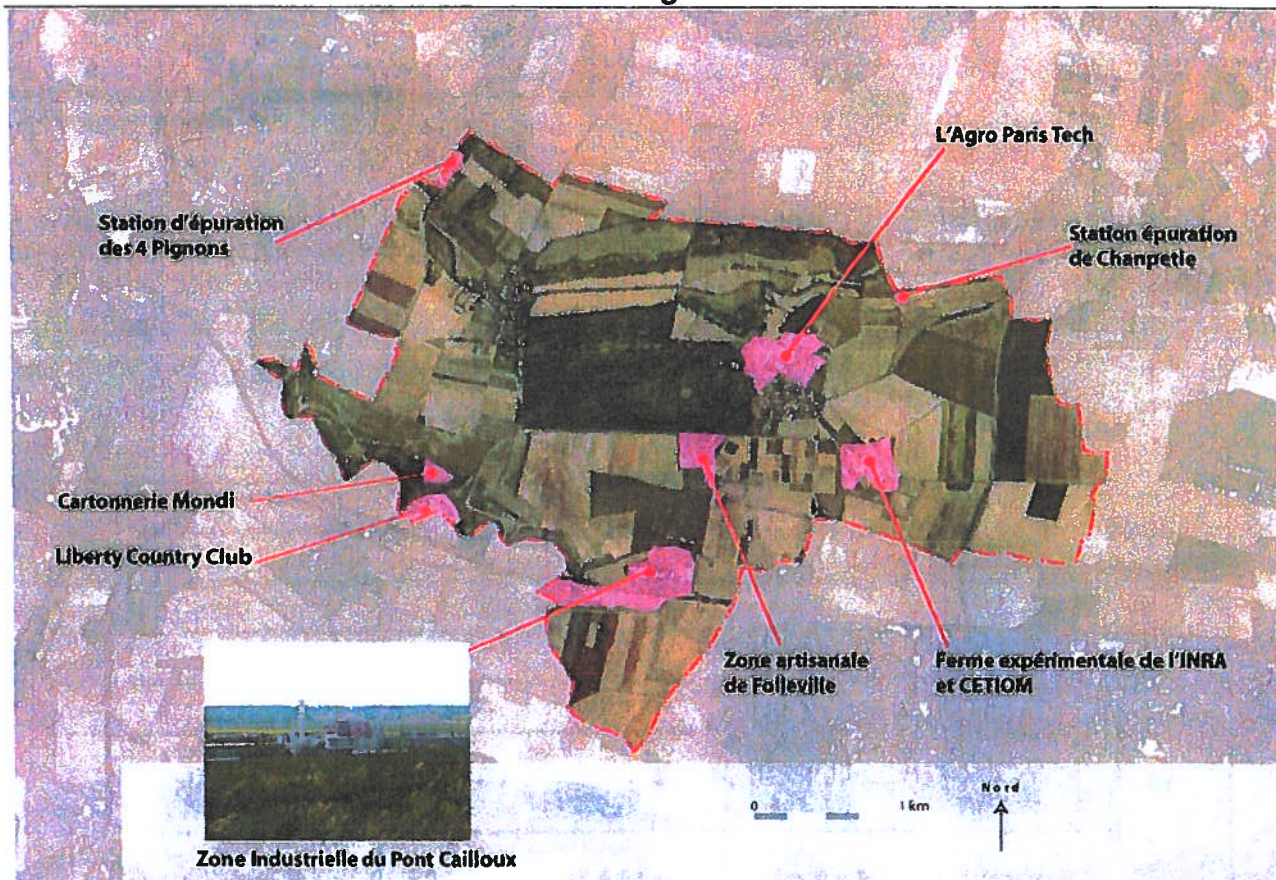 L'Agro Paris Tech
Station d'épuration
des 4 Pignons
Station épuration
de Chanpetie
Cartonnerie Mondi
Liberty Country Club
Zone artisanale
de Folleville
Ferme expérimentale de l'INRA
et CETIOM
Zone Industrielle du Pont Cailloux
0 1 km
Nord